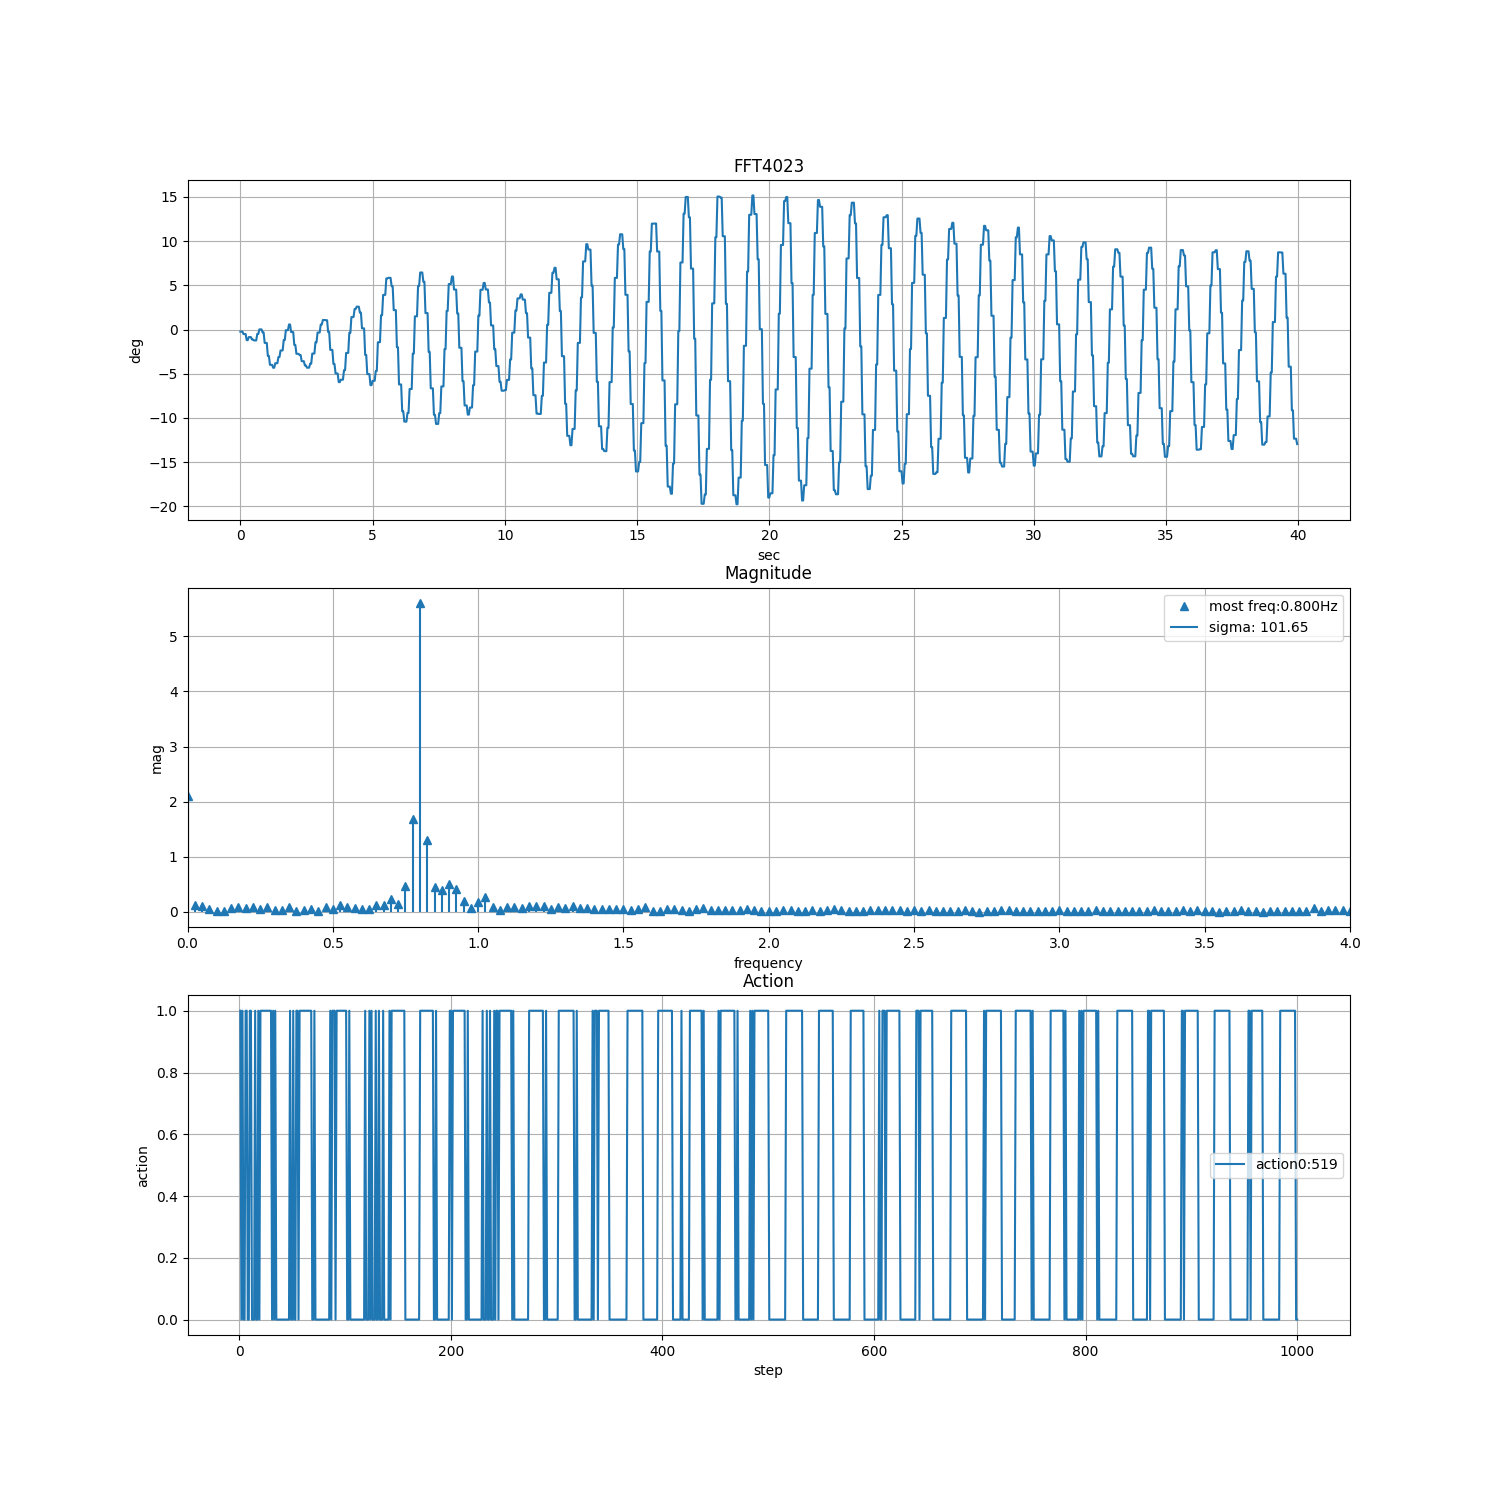 FFT4023
15
10
5
0
−5
−10
−15
−20
deg
0 5 10 15 20 25 30 35 40
sec
Magnitude
most freq:0.800Hz
sigma: 101.65
5
4
3
2
1
0
mag
0.0 0.5 1.0 1.5 2.0 2.5 3.0 3.5 4.0
frequency
Action
1.0
0.8
0.6
0.4
0.2
0.0
action
action0:519
0 200 400 600 800 1000
step